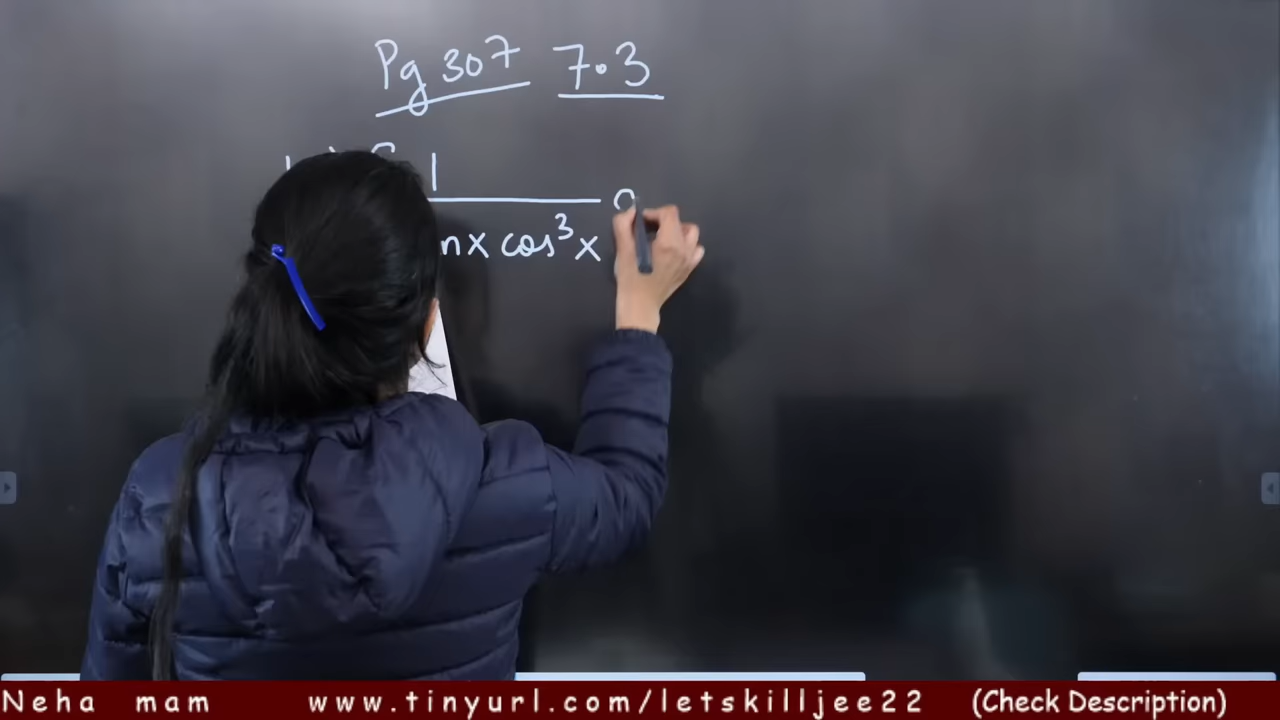 Pg 307 7.3
1
nx cos³x
Neha mam www.tinyurl.com/letskilljee22 (Check Description)